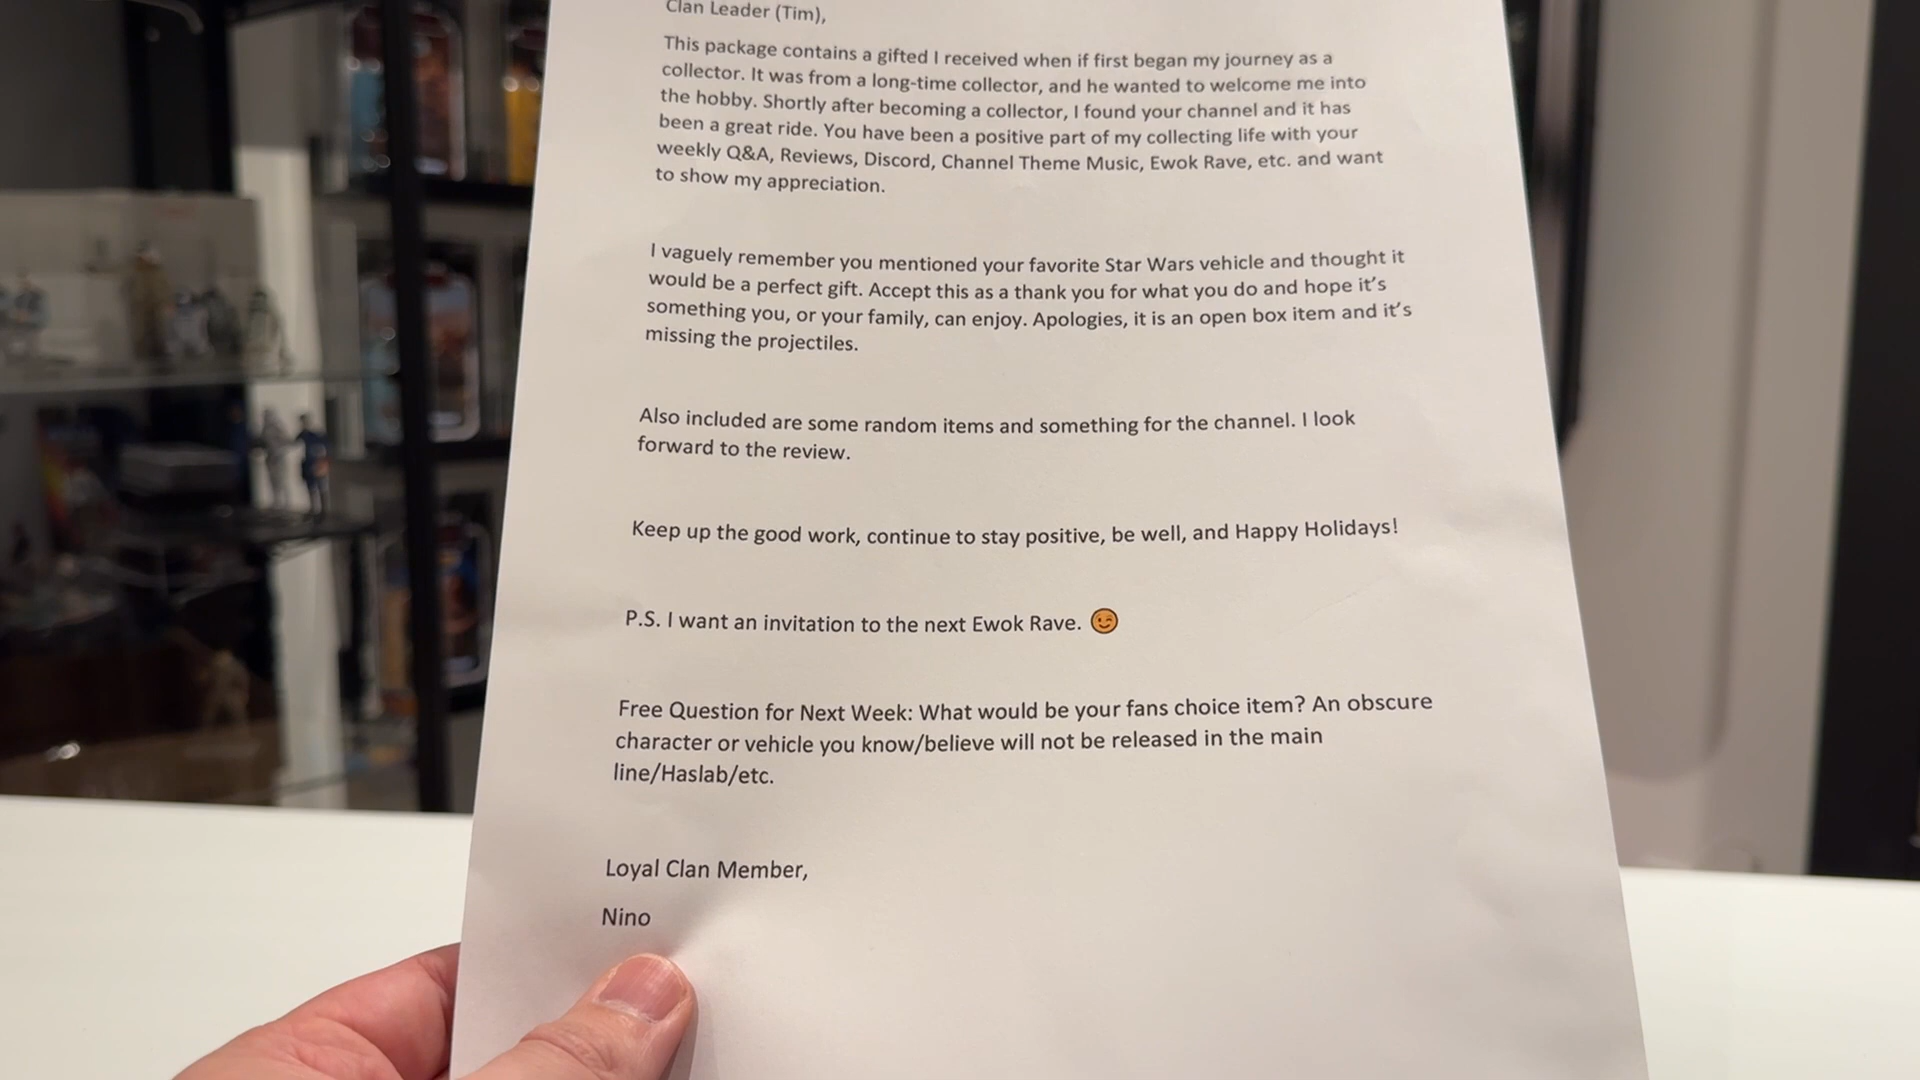 Clan Leader (Tim),
This package contains a gifted I received when if first began my journey as a
collector. It was from a long-time collector, and he wanted to welcome me into
the hobby. Shortly after becoming a collector, I found your channel and it has
been a great ride. You have been a positive part of my collecting life with your
weekly Q&A, Reviews, Discord, Channel Theme Music, Ewok Rave, etc. and want
to show my appreciation.
I vaguely remember you mentioned your favorite Star Wars vehicle and thought it
would be a perfect gift. Accept this as a thank you for what you do and hope it’s
something you, or your family, can enjoy. Apologies, it is an open box item and it’s
missing the projectiles.
Also included are some random items and something for the channel. I look
forward to the review.
Keep up the good work, continue to stay positive, be well, and Happy Holidays!
P.S. I want an invitation to the next Ewok Rave. 😉
Free Question for Next Week: What would be your fans choice item? An obscure
character or vehicle you know/believe will not be released in the main
line/Haslab/etc.
Loyal Clan Member,
Nino